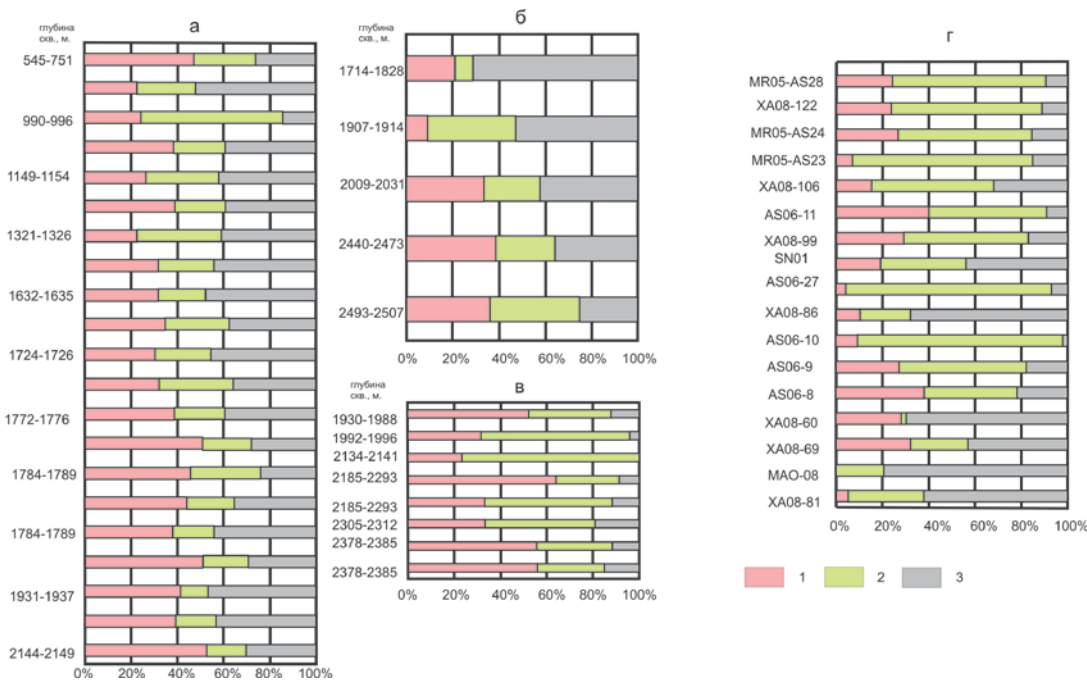 а
глубина
скв., м.
545-751
990-996
1149-1154
1321-1326
1632-1635
1724-1726
1772-1776
1784-1789
1784-1789
1931-1937
2144-2149
0% 20% 40% 60% 80% 100%
б
глубина
скв., м.
1714-1828
1907-1914
2009-2031
2440-2473
2493-2507
0% 20% 40% 60% 80% 100%
в
глубина
скв., м.
1930-1988
1992-1996
2134-2141
2185-2293
2185-2293
2305-2312
2378-2385
2378-2385
0% 20% 40% 60% 80% 100%
г
MR05-AS28
XA08-122
MR05-AS24
MR05-AS23
XA08-106
AS06-11
XA08-99
SN01
AS06-27
XA08-86
AS06-10
AS06-9
AS06-8
XA08-60
XA08-69
MAO-08
XA08-81
0% 20% 40% 60% 80% 100%
1 2 3